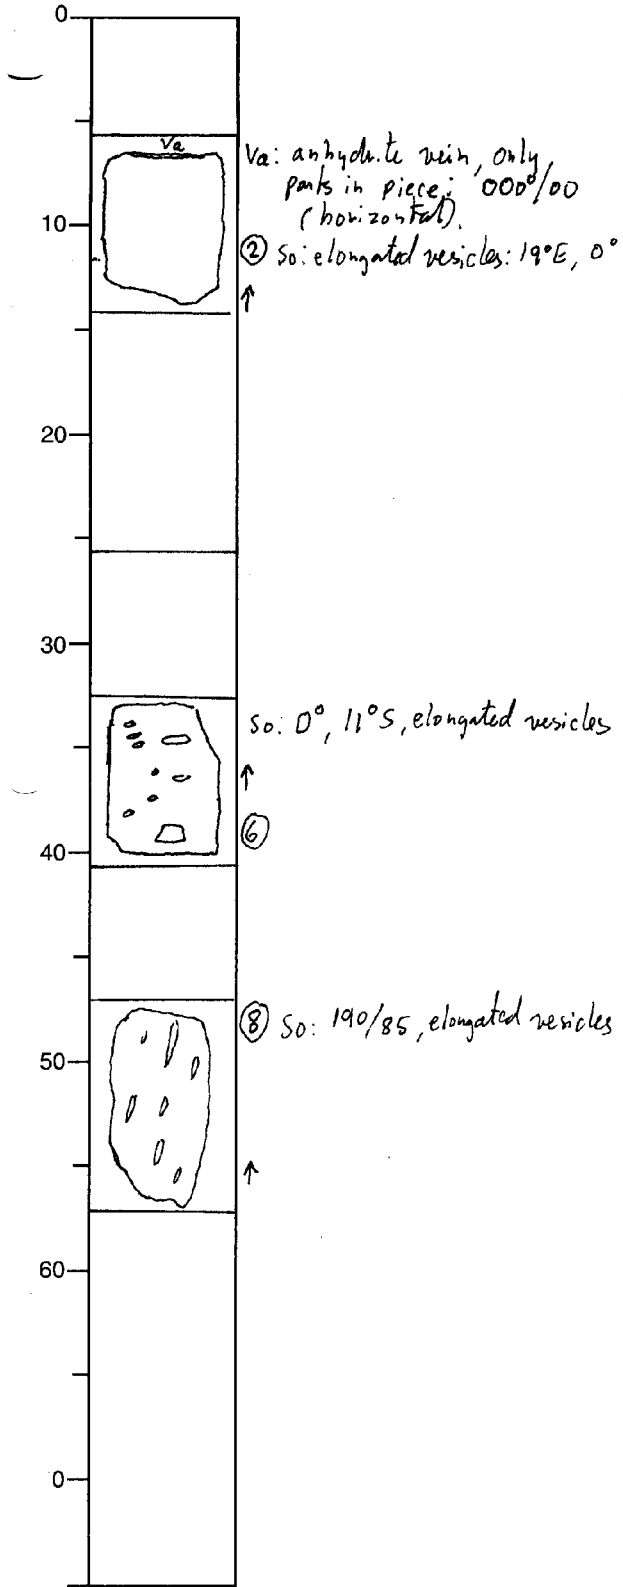 0
Va
Va: anhydrite vein, only
parts in piece; 000°/00
(horizontal).
10
② So: elongated vesicles: 19°E, 0°
↑
20
30
So: 0°, 11°S, elongated vesicles
↑
⑥
40
⑧ So: 190/85, elongated vesicles
50
↑
60
0